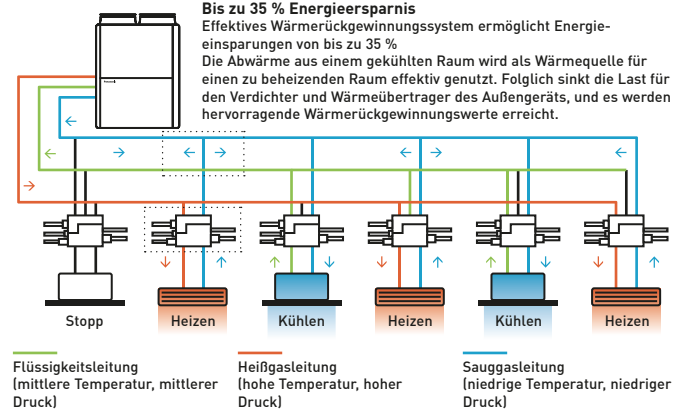 Bis zu 35 % Energieersparnis
Effektives Wärmerückgewinnungssystem ermöglicht Energie-
einsparungen von bis zu 35 %
Die Abwärme aus einem gekühlten Raum wird als Wärmequelle für
einen zu beheizenden Raum effektiv genutzt. Folglich sinkt die Last für
den Verdichter und Wärmeübertrager des Außengeräts, und es werden
hervorragende Wärmerückgewinnungswerte erreicht.
Stopp
Heizen
Kühlen
Heizen
Kühlen
Heizen
Flüssigkeitsleitung
(mittlere Temperatur, mittlerer
Druck)
Heißgasleitung
(hohe Temperatur, hoher
Druck)
Sauggasleitung
(niedrige Temperatur, niedriger
Druck)